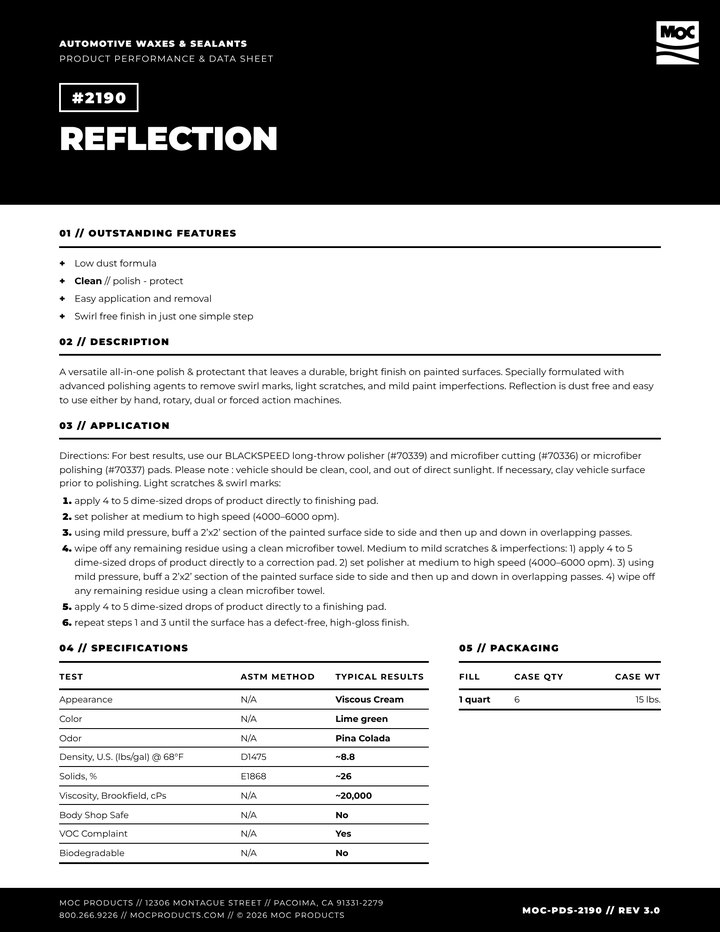 AUTOMOTIVE WAXES & SEALANTS
PRODUCT PERFORMANCE & DATA SHEET
MOC
#2190
REFLECTION
01 // OUTSTANDING FEATURES
+ Low dust formula
+ Clean // polish - protect
+ Easy application and removal
+ Swirl free finish in just one simple step
02 // DESCRIPTION
A versatile all-in-one polish & protectant that leaves a durable, bright finish on painted surfaces. Specially formulated with
advanced polishing agents to remove swirl marks, light scratches, and mild paint imperfections. Reflection is dust free and easy
to use either by hand, rotary, dual or forced action machines.
03 // APPLICATION
Directions: For best results, use our BLACKSPEED long-throw polisher (#70339) and microfiber cutting (#70336) or microfiber
polishing (#70337) pads. Please note : vehicle should be clean, cool, and out of direct sunlight. If necessary, clay vehicle surface
prior to polishing. Light scratches & swirl marks:
1. apply 4 to 5 dime-sized drops of product directly to finishing pad.
2. set polisher at medium to high speed (4000–6000 opm).
3. using mild pressure, buff a 2'x2' section of the painted surface side to side and then up and down in overlapping passes.
4. wipe off any remaining residue using a clean microfiber towel. Medium to mild scratches & imperfections: 1) apply 4 to 5
dime-sized drops of product directly to a correction pad. 2) set polisher at medium to high speed (4000–6000 opm). 3) using
mild pressure, buff a 2'x2' section of the painted surface side to side and then up and down in overlapping passes. 4) wipe off
any remaining residue using a clean microfiber towel.
5. apply 4 to 5 dime-sized drops of product directly to a finishing pad.
6. repeat steps 1 and 3 until the surface has a defect-free, high-gloss finish.
04 // SPECIFICATIONS
TEST ASTM METHOD TYPICAL RESULTS
Appearance N/A Viscous Cream
Color N/A Lime green
Odor N/A Pina Colada
Density, U.S. (lbs/gal) @ 68°F D1475 ~8.8
Solids, % E1868 ~26
Viscosity, Brookfield, cPs N/A ~20,000
Body Shop Safe N/A No
VOC Complaint N/A Yes
Biodegradable N/A No
05 // PACKAGING
FILL CASE QTY CASE WT
1 quart 6 15 lbs.
MOC PRODUCTS // 12306 MONTAGUE STREET // PACOIMA, CA 91331-2279
800.266.9226 // MOCPRODUCTS.COM // © 2026 MOC PRODUCTS
MOC-PDS-2190 // REV 3.0